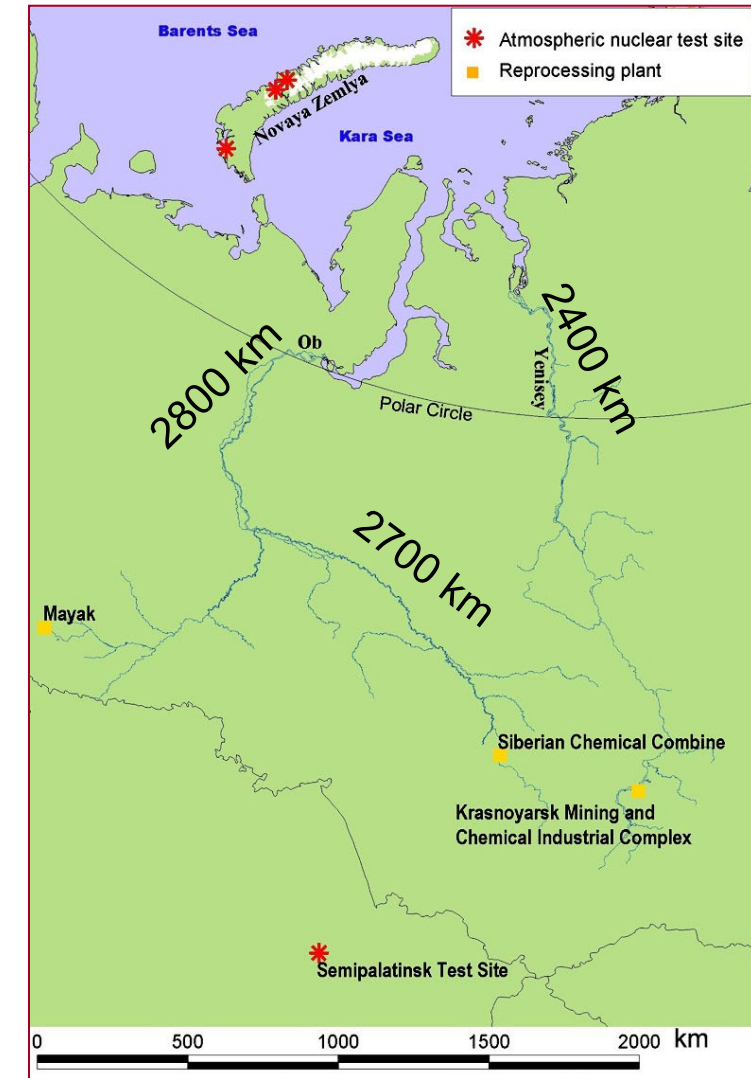 Barents Sea
Atmospheric nuclear test site
Reprocessing plant
Novaya Zemlya
Kara Sea
2400 km
Yenisey
Ob
2800 km
Polar Circle
2700 km
Mayak
Siberian Chemical Combine
Krasnoyarsk Mining and
Chemical Industrial Complex
Semipalatinsk Test Site
0 500 1000 1500 2000 km